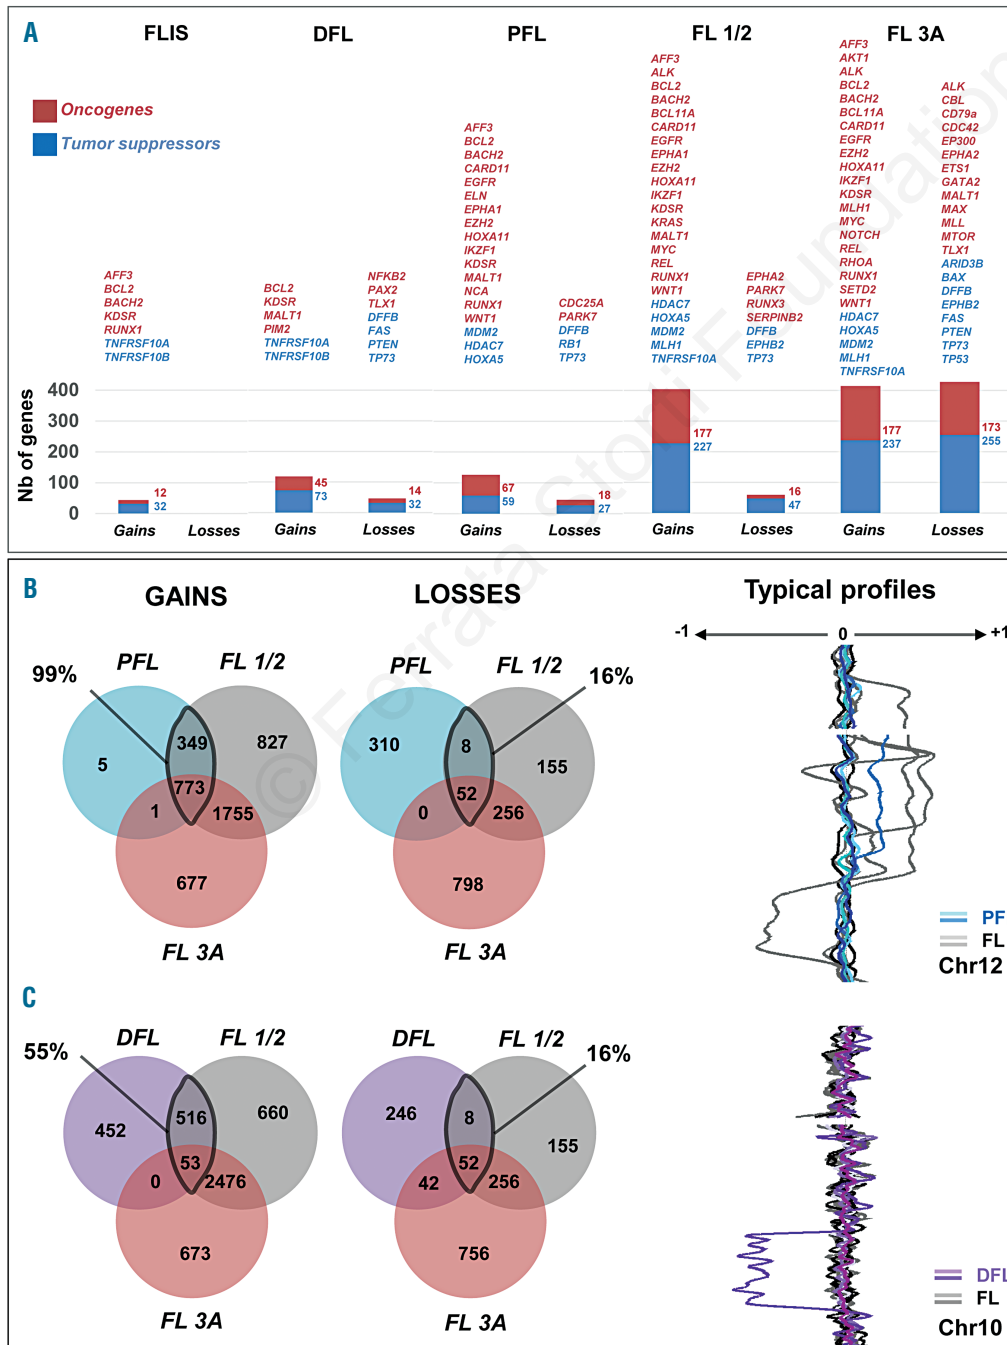 A
FLIS
DFL
PFL
FL 1/2
FL 3A
Oncogenes
Tumor suppressors
AFF3
BCL2
BACH2
KDSR
RUNX1
TNFRSF10A
TNFRSF10B
BCL2
KDSR
MALT1
PIM2
TNFRSF10A
TNFRSF10B
NFKB2
PAX2
TLX1
DFFB
FAS
PTEN
TP73
AFF3
BCL2
BACH2
CARD11
EGFR
ELN
EPHA1
EZH2
HOXA11
IKZF1
KDSR
MALT1
NCA
RUNX1
WNT1
MDM2
HDAC7
HOXA5
CDC25A
PARK7
DFFB
RB1
TP73
AFF3
ALK
BCL2
BACH2
BCL11A
CARD11
EGFR
EPHA1
EZH2
HOXA11
IKZF1
KDSR
KRAS
MALT1
MYC
REL
RUNX1
WNT1
HDAC7
HOXA5
MDM2
MLH1
TNFRSF10A
EPHA2
PARK7
RUNX3
SERPINB2
DFFB
EPHB2
TP73
AFF3
AKT1
ALK
BCL2
BACH2
BCL11A
CARD11
EGFR
EZH2
HOXA11
IKZF1
KDSR
MLH1
MYC
NOTCH
REL
RHOA
RUNX1
SETD2
WNT1
HDAC7
HOXA5
MDM2
MLH1
TNFRSF10A
ALK
CBL
CD79a
CDC42
EP300
EPHA2
ETS1
GATA2
MALT1
MAX
MLL
MTOR
TLX1
ARID3B
BAX
DFFB
EPHB2
FAS
PTEN
TP73
TP53
Nb of genes
400
300
200
100
0
12
32
45
73
14
32
67
59
18
27
177
227
16
47
177
237
173
255
Gains Losses
Gains Losses
Gains Losses
Gains Losses
Gains Losses
© Ferrata Storti Foundation
B
GAINS
LOSSES
Typical profiles
-1 0 +1
99%
PFL
FL 1/2
5
349
827
773
1
1755
677
FL 3A
PFL
FL 1/2
16%
310
8
155
52
0
256
798
FL 3A
PF
FL
Chr12
C
55%
DFL
FL 1/2
452
516
660
53
0
2476
673
FL 3A
DFL
FL 1/2
16%
246
8
155
52
42
256
756
FL 3A
DFL
FL
Chr10